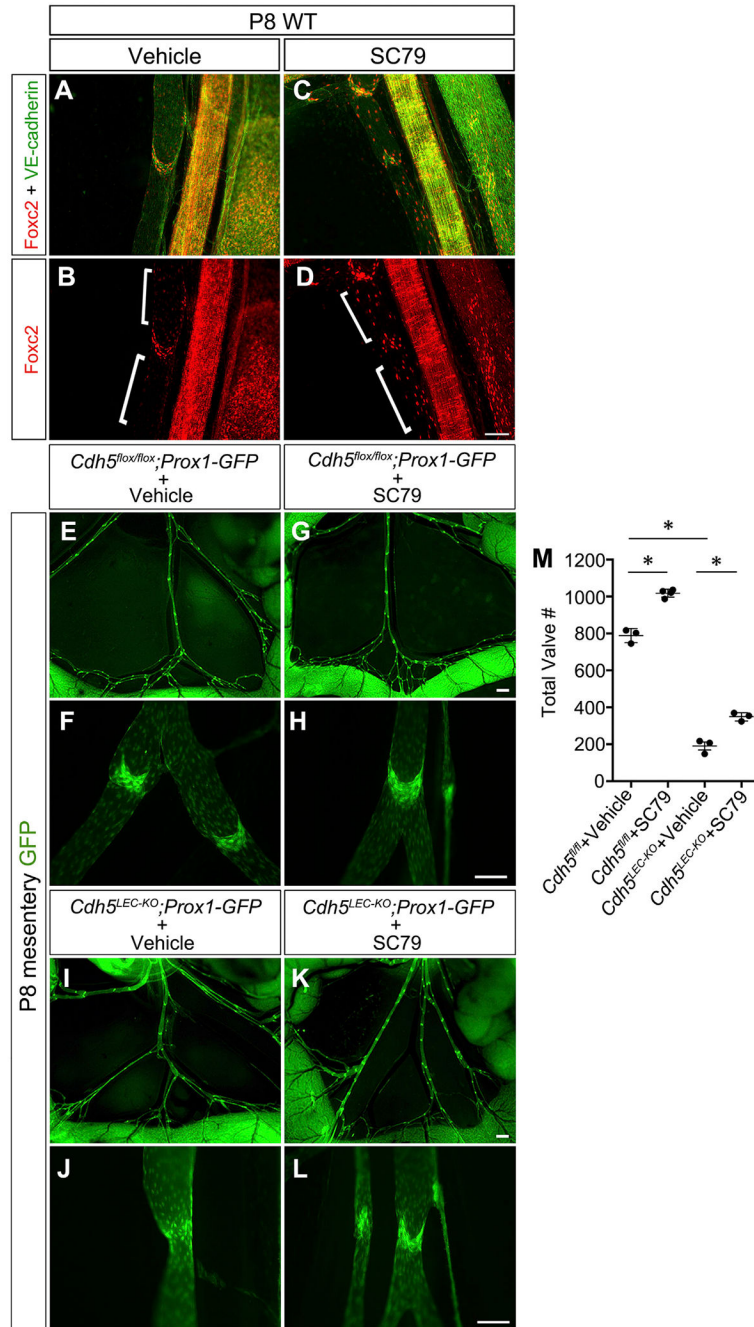 P8 WT
Vehicle
SC79
Foxc2 + VE-cadherin
A
C
Foxc2
B
D
Cdh5flox/flox;Prox1-GFP
+
Vehicle
Cdh5flox/flox;Prox1-GFP
+
SC79
P8 mesentery GFP
E
G
F
H
Cdh5LEC-KO;Prox1-GFP
+
Vehicle
Cdh5LEC-KO;Prox1-GFP
+
SC79
I
K
J
L
M
Total Valve #
1200
1000
800
600
400
200
0
*
*
*
Cdh5fl/fl+Vehicle
Cdh5fl/fl+SC79
Cdh5LEC-KO+Vehicle
Cdh5LEC-KO+SC79